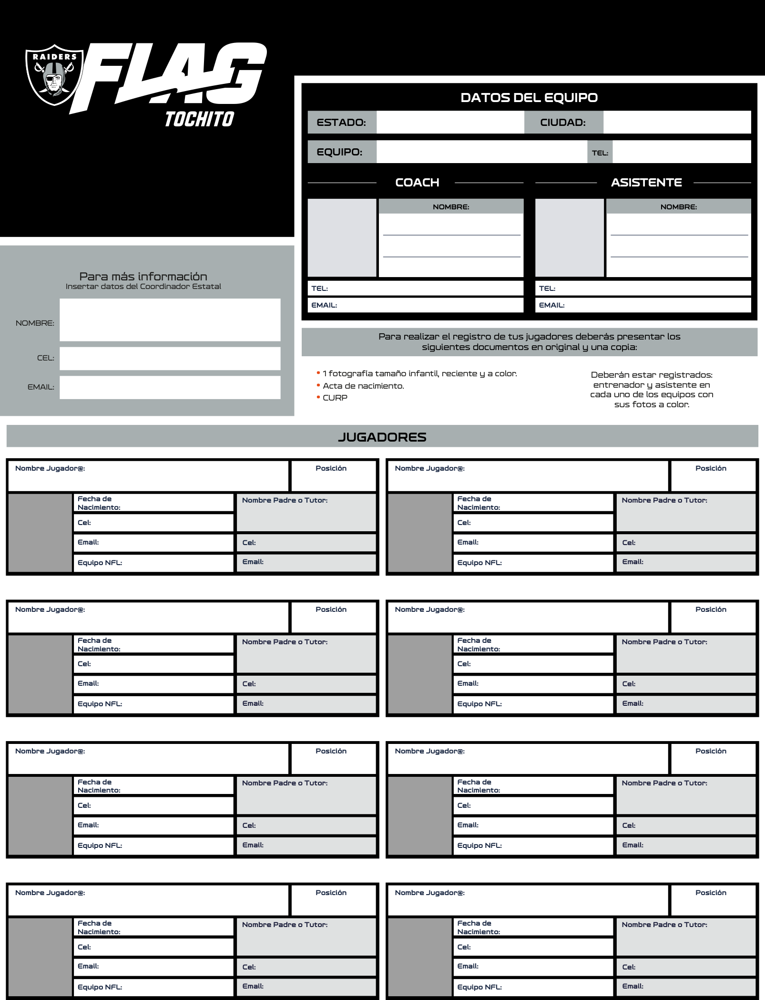 RAIDERS
FLAG
TOCHITO
DATOS DEL EQUIPO
ESTADO:
CIUDAD:
EQUIPO:
TEL:
COACH
ASISTENTE
NOMBRE:
NOMBRE:
TEL:
TEL:
EMAIL:
EMAIL:
Para más información
Insertar datos del Coordinador Estatal
NOMBRE:
CEL:
EMAIL:
Para realizar el registro de tus jugadores deberás presentar los
siguientes documentos en original y una copia:
• 1 fotografía tamaño infantil, reciente y a color.
• Acta de nacimiento.
• CURP
Deberán estar registrados:
entrenador y asistente en
cada uno de los equipos con
sus fotos a color.
JUGADORES
Nombre Jugador@:
Posición
Fecha de
Nacimiento:
Cel:
Email:
Equipo NFL:
Nombre Padre o Tutor:
Cel:
Email:
Nombre Jugador@:
Posición
Fecha de
Nacimiento:
Cel:
Email:
Equipo NFL:
Nombre Padre o Tutor:
Cel:
Email:
Nombre Jugador@:
Posición
Fecha de
Nacimiento:
Cel:
Email:
Equipo NFL:
Nombre Padre o Tutor:
Cel:
Email:
Nombre Jugador@:
Posición
Fecha de
Nacimiento:
Cel:
Email:
Equipo NFL:
Nombre Padre o Tutor:
Cel:
Email:
Nombre Jugador@:
Posición
Fecha de
Nacimiento:
Cel:
Email:
Equipo NFL:
Nombre Padre o Tutor:
Cel:
Email:
Nombre Jugador@:
Posición
Fecha de
Nacimiento:
Cel:
Email:
Equipo NFL:
Nombre Padre o Tutor:
Cel:
Email:
Nombre Jugador@:
Posición
Fecha de
Nacimiento:
Cel:
Email:
Equipo NFL:
Nombre Padre o Tutor:
Cel:
Email:
Nombre Jugador@:
Posición
Fecha de
Nacimiento:
Cel:
Email:
Equipo NFL:
Nombre Padre o Tutor:
Cel:
Email: